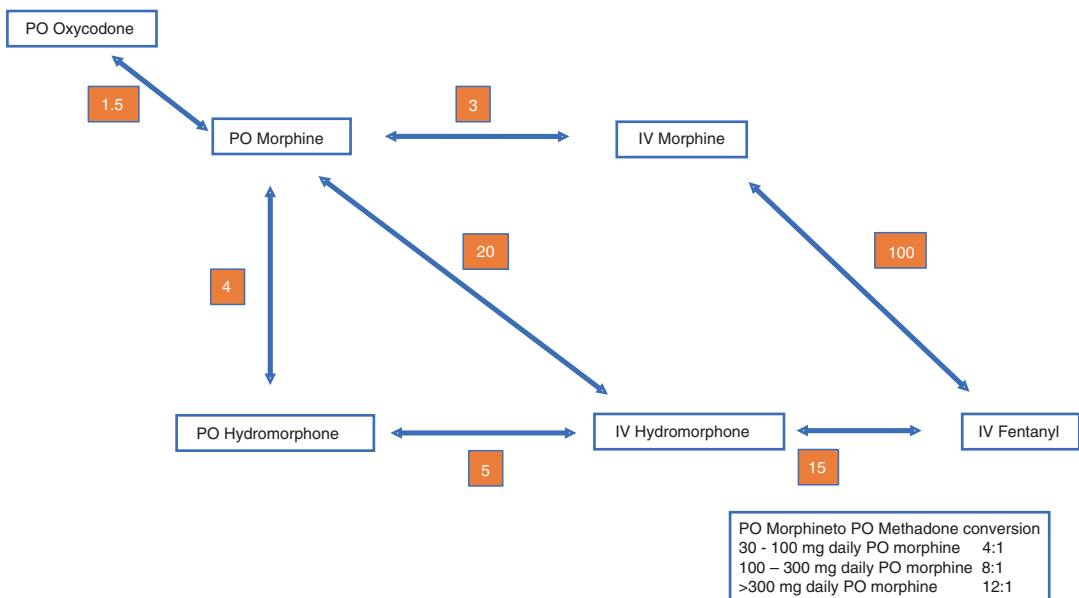 PO Oxycodone
1.5
3
PO Morphine
IV Morphine
20
100
4
PO Hydromorphone
IV Hydromorphone
IV Fentanyl
5
15
PO Morphineto PO Methadone conversion
30 - 100 mg daily PO morphine 4:1
100 – 300 mg daily PO morphine 8:1
>300 mg daily PO morphine 12:1